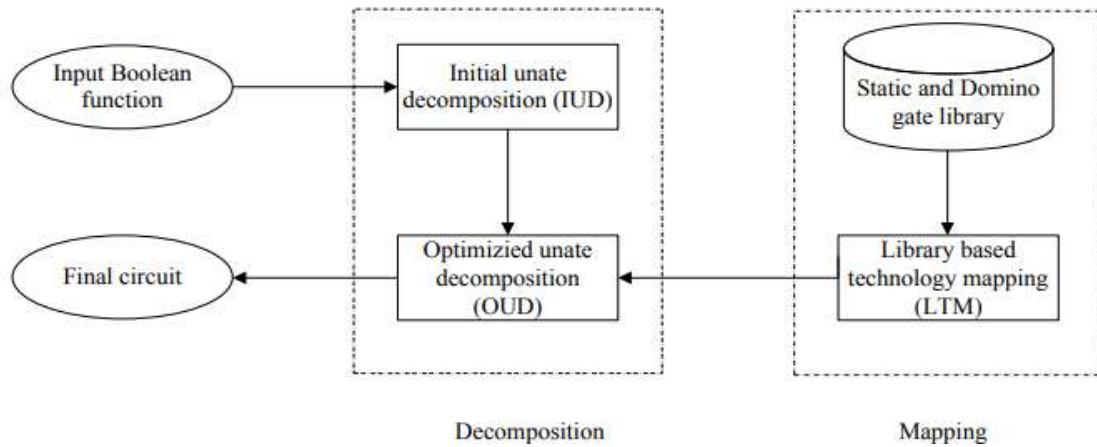 Input Boolean
function
Initial unate
decomposition (IUD)
Static and Domino
gate library
Final circuit
Optimizied unate
decomposition
(OUD)
Library based
technology mapping
(LTM)
Decomposition
Mapping